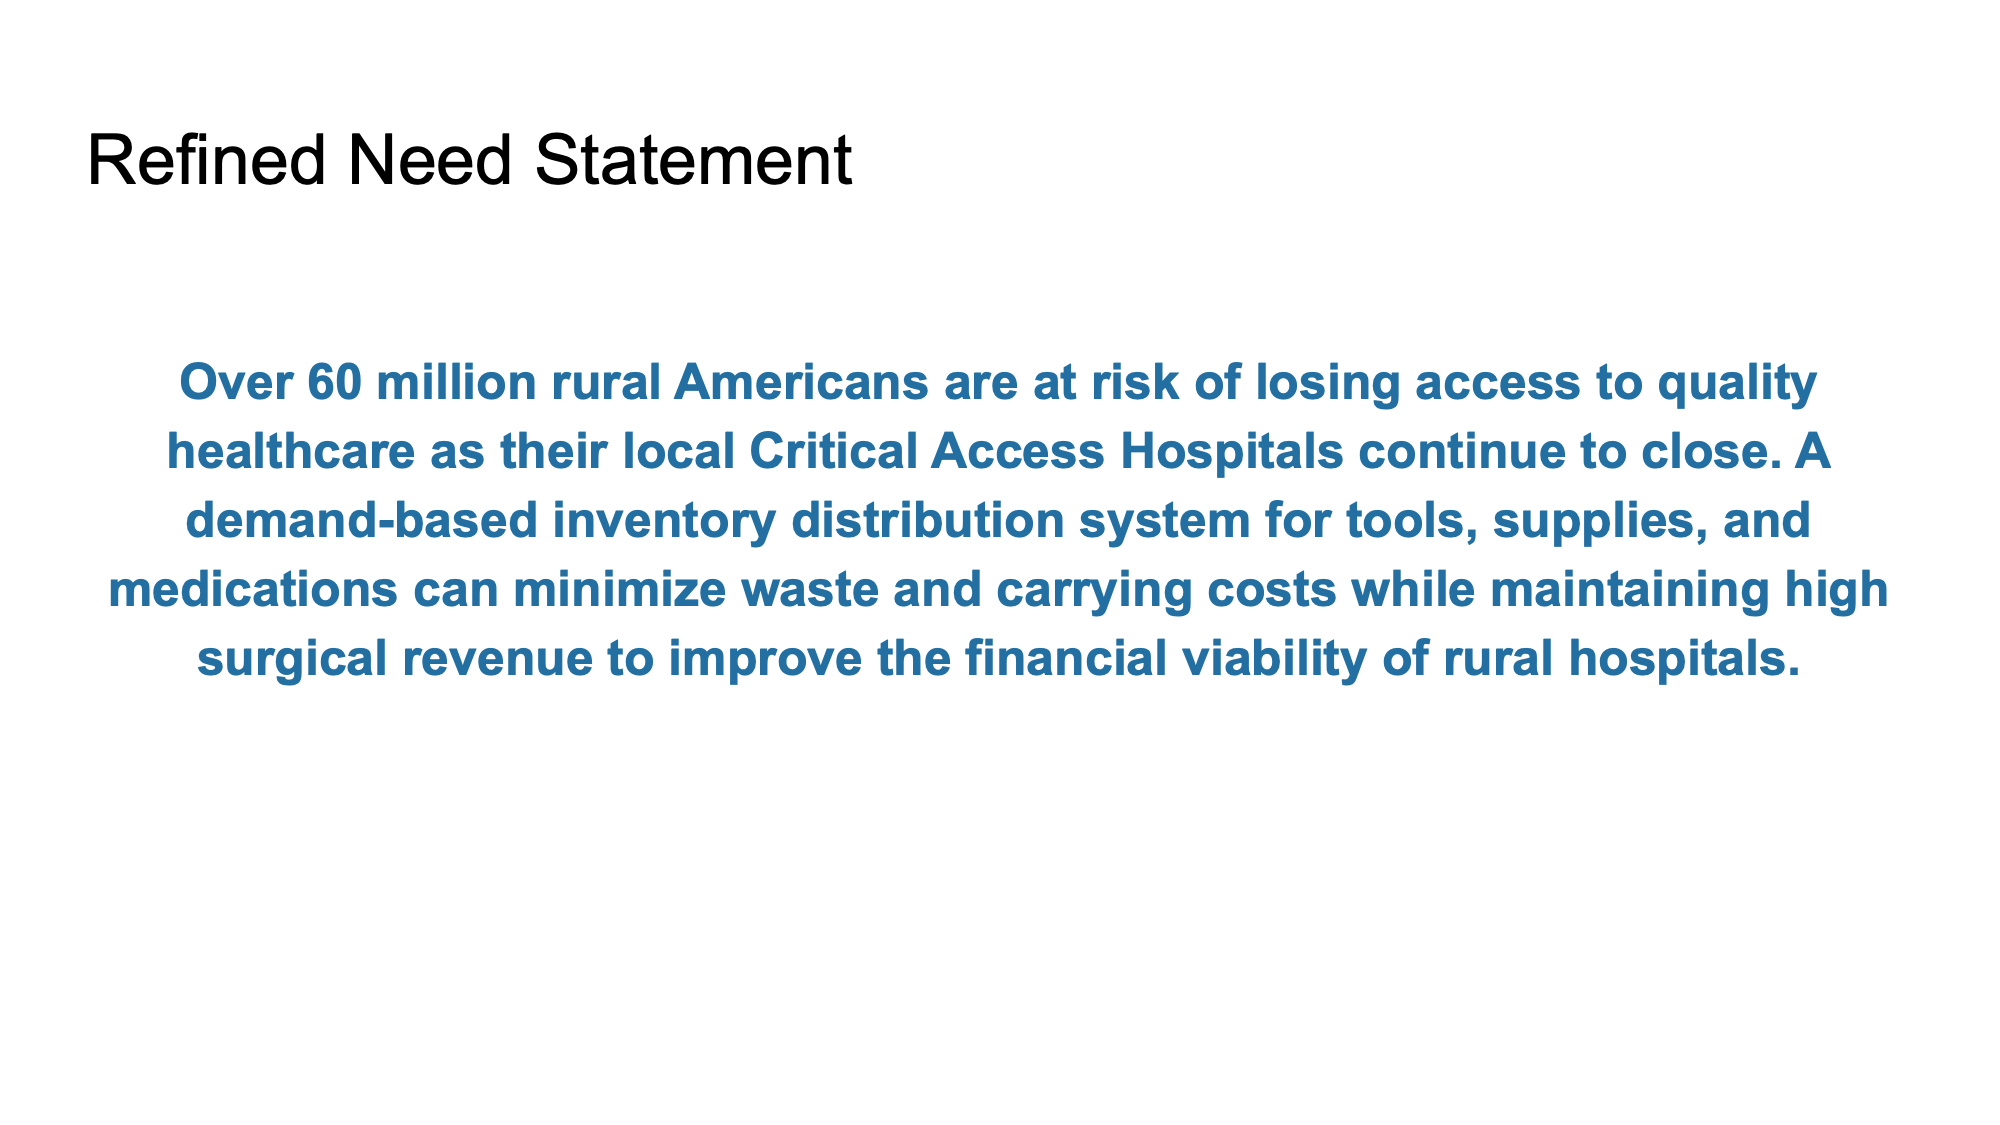 Refined Need Statement
Over 60 million rural Americans are at risk of losing access to quality
healthcare as their local Critical Access Hospitals continue to close. A
demand-based inventory distribution system for tools, supplies, and
medications can minimize waste and carrying costs while maintaining high
surgical revenue to improve the financial viability of rural hospitals.